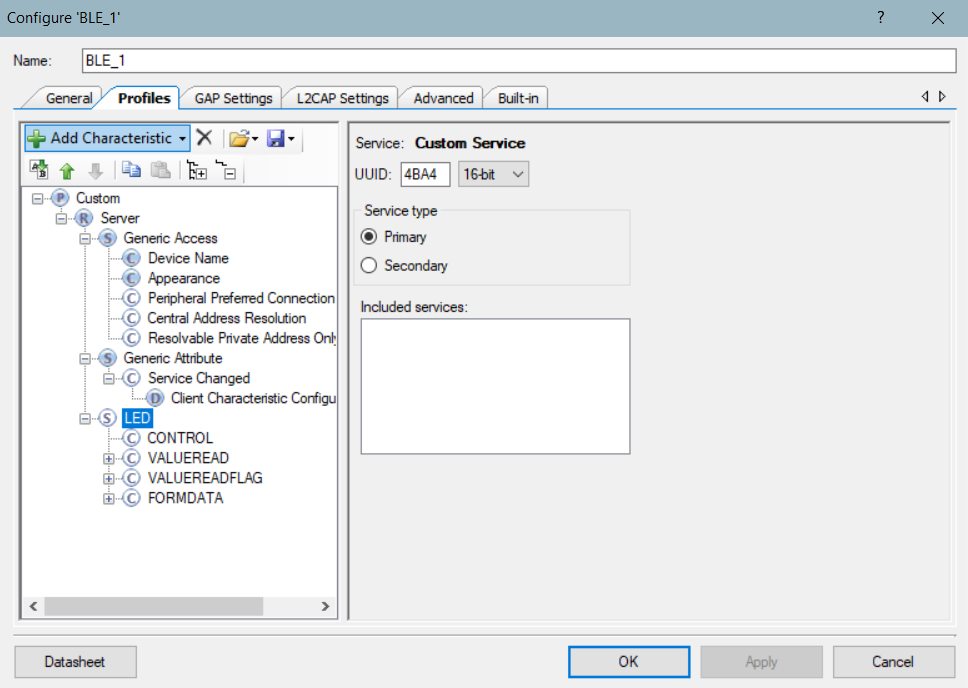 Configure 'BLE_1'
?
Name: BLE_1
General Profiles GAP Settings L2CAP Settings Advanced Built-in
Add Characteristic
Service: Custom Service
UUID: 4BA4 16-bit
Service type
Primary
Secondary
Included services:
P Custom
R Server
S Generic Access
C Device Name
C Appearance
C Peripheral Preferred Connection
C Central Address Resolution
C Resolvable Private Address Only
S Generic Attribute
C Service Changed
D Client Characteristic Configu
S LED
C CONTROL
C VALUEREAD
C VALUEREADFLAG
C FORMDATA
Datasheet OK Apply Cancel